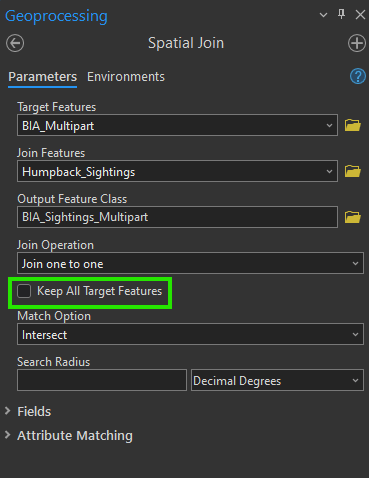 Geoprocessing
Spatial Join
Parameters Environments
Target Features
BIA_Multipart
Join Features
Humpback_Sightings
Output Feature Class
BIA_Sightings_Multipart
Join Operation
Join one to one
Keep All Target Features
Match Option
Intersect
Search Radius
Decimal Degrees
Fields
Attribute Matching